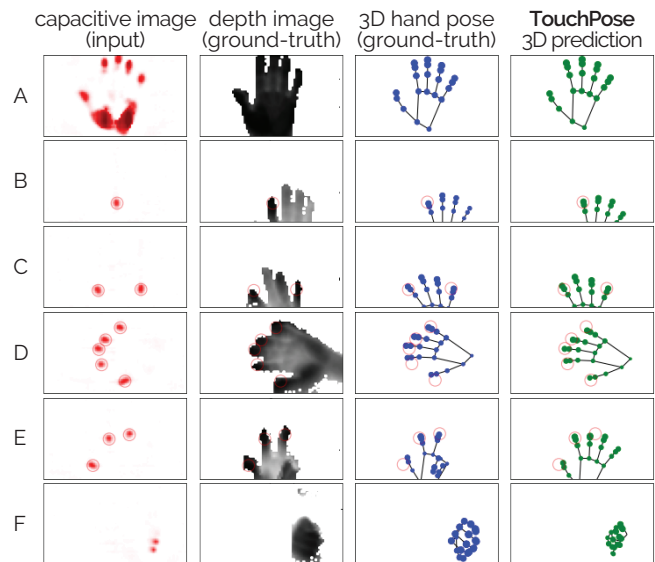 capacitive image depth image 3D hand pose TouchPose
(input) (ground-truth) (ground-truth) 3D prediction
A
B
C
D
E
F